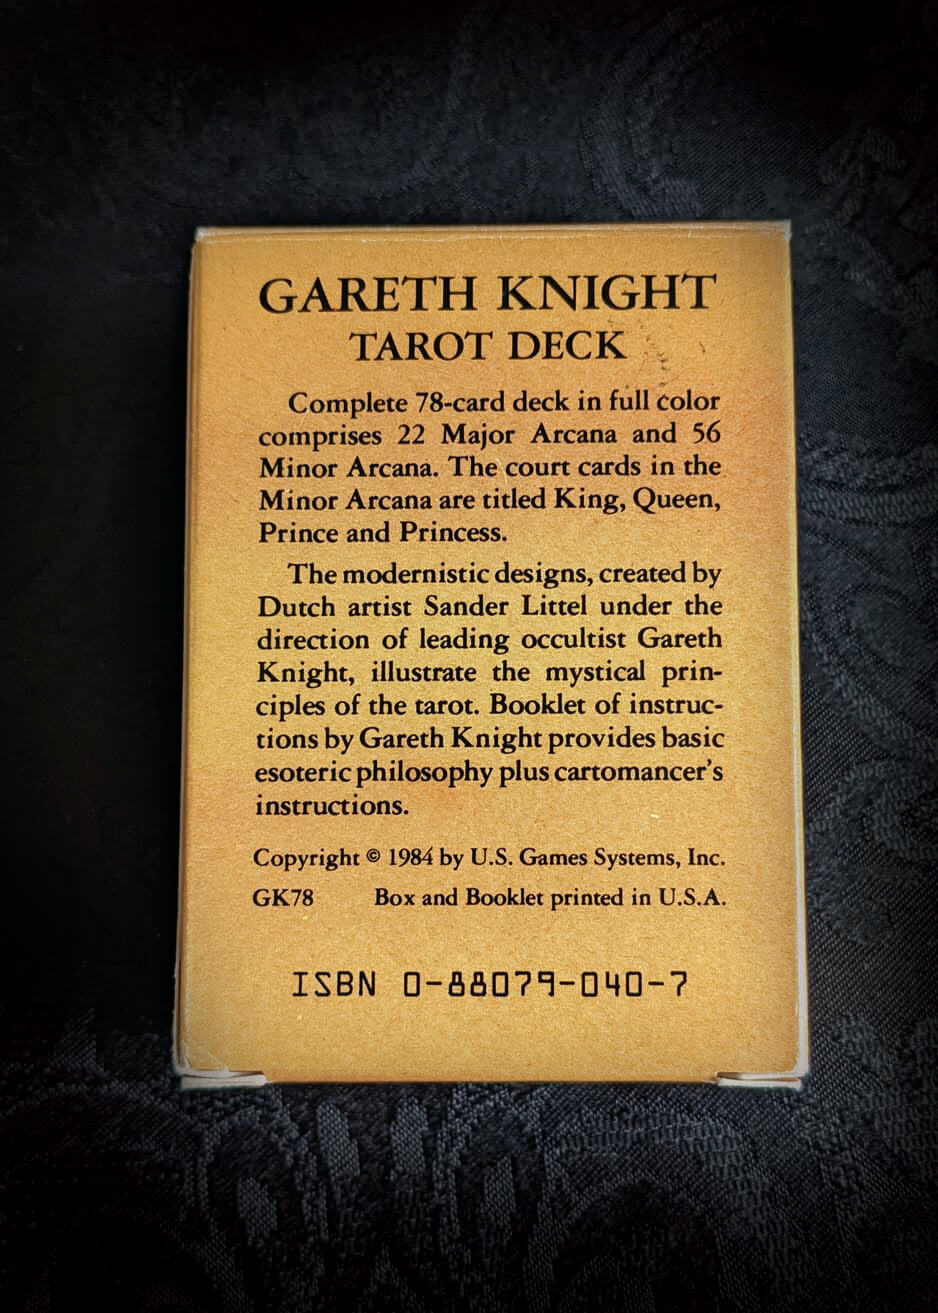 GARETH KNIGHT
TAROT DECK
Complete 78-card deck in full color
comprises 22 Major Arcana and 56
Minor Arcana. The court cards in the
Minor Arcana are titled King, Queen,
Prince and Princess.
The modernistic designs, created by
Dutch artist Sander Littel under the
direction of leading occultist Gareth
Knight, illustrate the mystical prin-
ciples of the tarot. Booklet of instruc-
tions by Gareth Knight provides basic
esoteric philosophy plus cartomancer's
instructions.
Copyright © 1984 by U.S. Games Systems, Inc.
GK78 Box and Booklet printed in U.S.A.
ISBN 0-88079-040-7